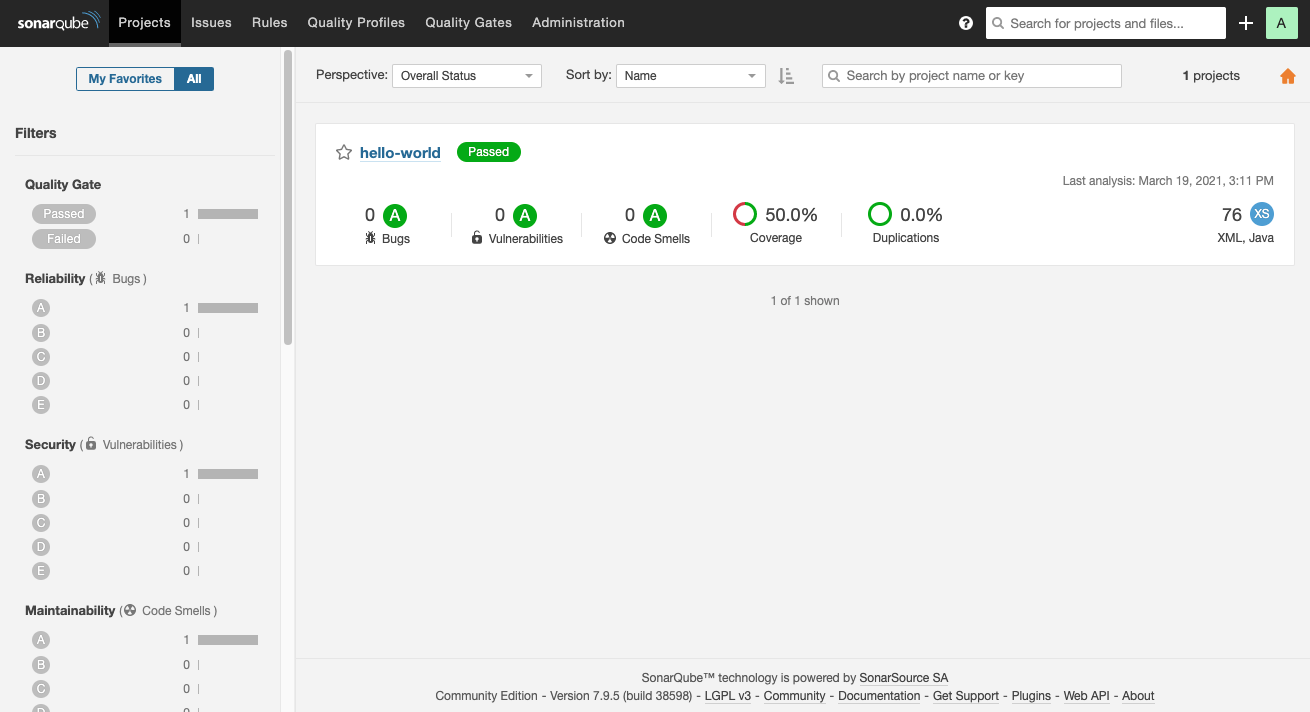 sonarqube Projects Issues Rules Quality Profiles Quality Gates Administration ? Search for projects and files... + A
My Favorites All
Filters
Quality Gate
Passed 1
Failed 0
Reliability ( Bugs )
A 1
B 0
C 0
D 0
E 0
Security ( Vulnerabilities )
A 1
B 0
C 0
D 0
E 0
Maintainability ( Code Smells )
A 1
B 0
C 0
D 0
Perspective: Overall Status Sort by: Name Search by project name or key 1 projects
hello-world Passed
Last analysis: March 19, 2021, 3:11 PM
0 A 0 A 0 A 50.0% 0.0% 76 XS
Bugs Vulnerabilities Code Smells Coverage Duplications XML, Java
1 of 1 shown
SonarQube™ technology is powered by SonarSource SA
Community Edition - Version 7.9.5 (build 38598) - LGPL v3 - Community - Documentation - Get Support - Plugins - Web API - About